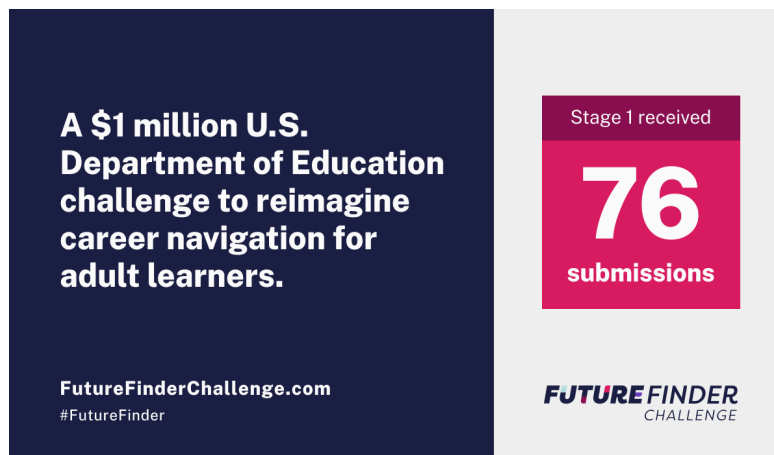 A $1 million U.S.
Department of Education
challenge to reimagine
career navigation for
adult learners.
FutureFinderChallenge.com
#FutureFinder
Stage 1 received
76
submissions
FUTURE FINDER
CHALLENGE